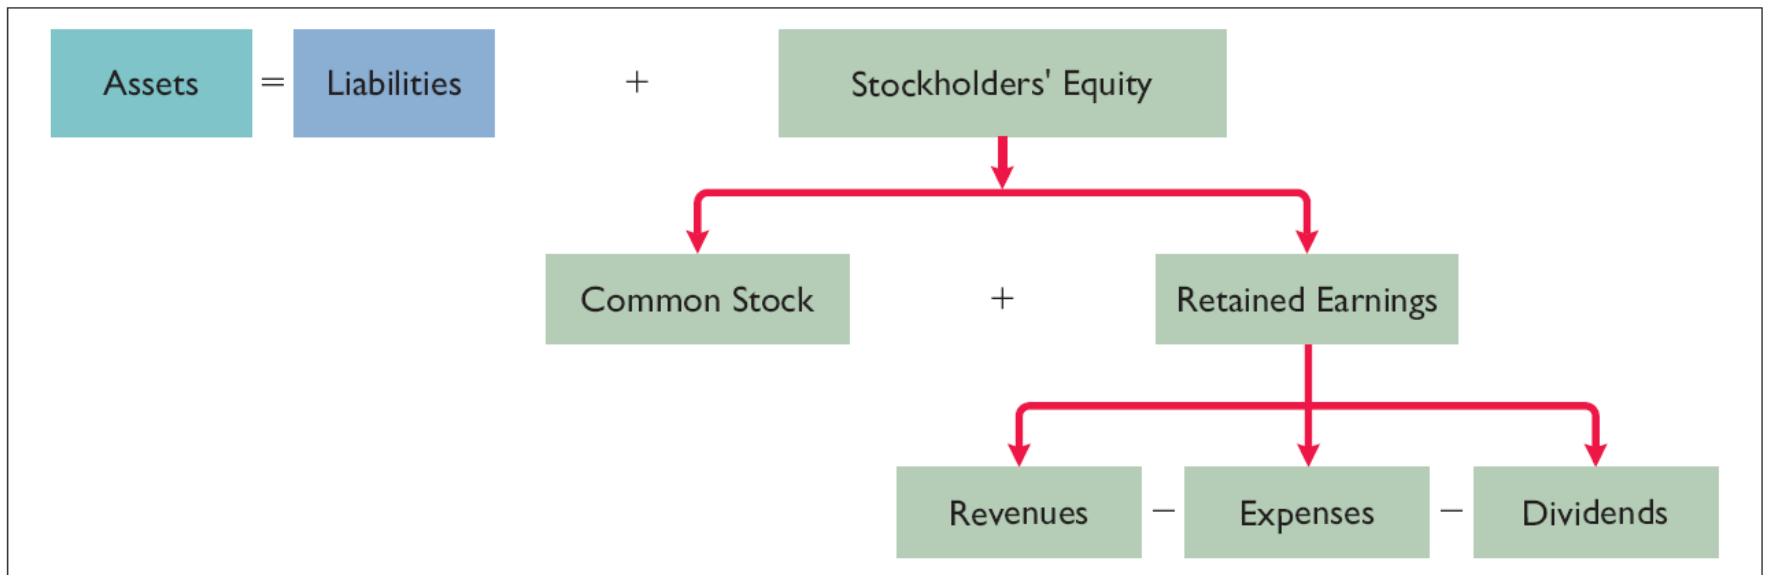 Assets = Liabilities + Stockholders' Equity
Common Stock + Retained Earnings
Revenues – Expenses – Dividends